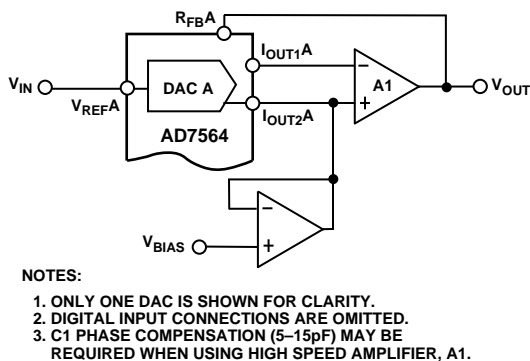 RFBA
VIN
VREFA
DAC A
AD7564
IOUT1A
IOUT2A
–
+
A1
VOUT
–
+
VBIAS
NOTES:
1. ONLY ONE DAC IS SHOWN FOR CLARITY.
2. DIGITAL INPUT CONNECTIONS ARE OMITTED.
3. C1 PHASE COMPENSATION (5–15pF) MAY BE
REQUIRED WHEN USING HIGH SPEED AMPLIFIER, A1.